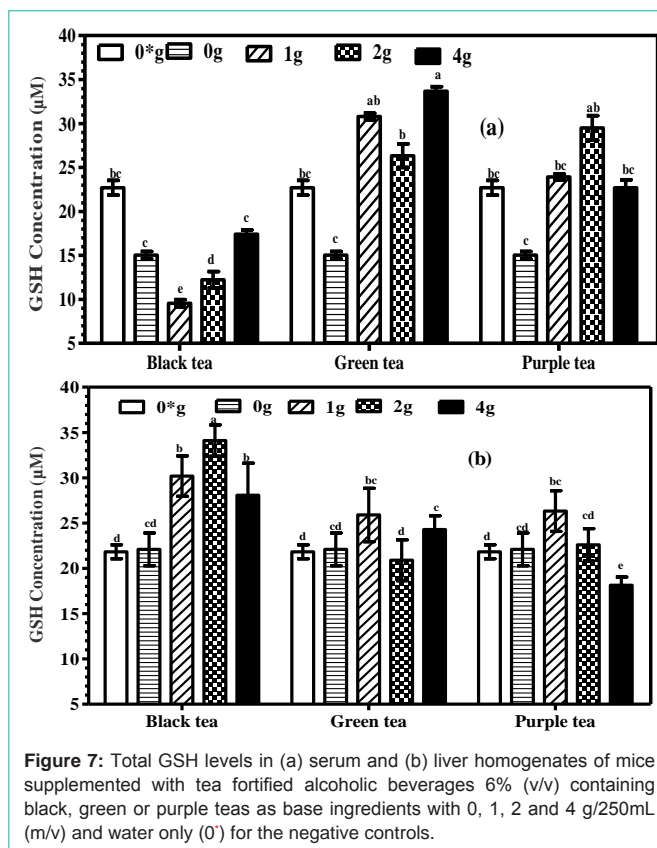 0*g 0g 1g 2g 4g
40
35
30
25
20
15
10
5
GSH Concentration (µM)
(a)
bc c e d c
bc c ab b a
bc c bc ab bc
Black tea Green tea Purple tea
0*g 0g 1g 2g 4g
40
35
30
25
20
15
10
5
GSH Concentration (µM)
(b)
d cd b a b
d cd bc d c
d cd bc cd e
Black tea Green tea Purple tea
Figure 7: Total GSH levels in (a) serum and (b) liver homogenates of mice
supplemented with tea fortified alcoholic beverages 6% (v/v) containing
black, green or purple teas as base ingredients with 0, 1, 2 and 4 g/250mL
(m/v) and water only (0*) for the negative controls.